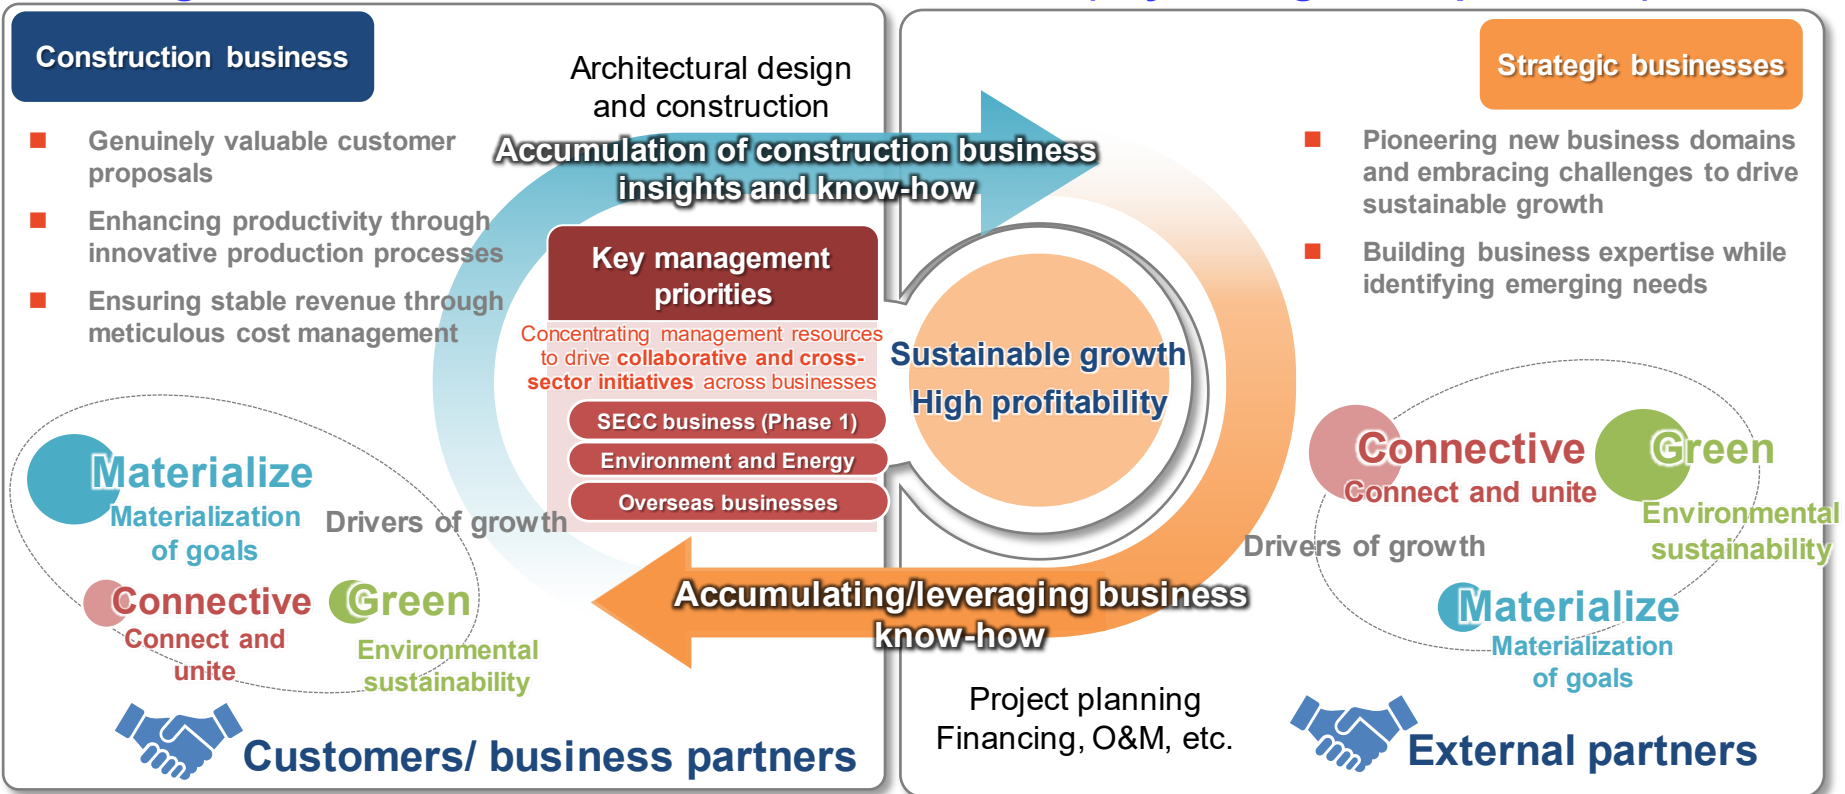 Construction business
Architectural design
and construction
Strategic businesses
Genuinely valuable customer
proposals
Enhancing productivity through
innovative production processes
Ensuring stable revenue through
meticulous cost management
Accumulation of construction business
insights and know-how
Pioneering new business domains
and embracing challenges to drive
sustainable growth
Building business expertise while
identifying emerging needs
Key management
priorities
Concentrating management resources
to drive collaborative and cross-
sector initiatives across businesses
SECC business (Phase 1)
Environment and Energy
Overseas businesses
Sustainable growth
High profitability
Materialize
Materialization
of goals
Drivers of growth
Connective
Connect and
unite
Green
Environmental
sustainability
Connective
Connect and unite
Green
Environmental
sustainability
Drivers of growth
Materialize
Materialization
of goals
Accumulating/leveraging business
know-how
Project planning
Financing, O&M, etc.
Customers/ business partners
External partners